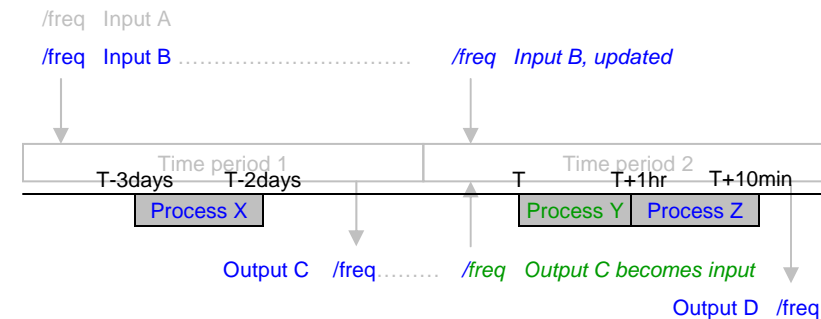 /freq Input A
/freq Input B ................................ /freq Input B, updated
Time period 1 Time period 2
T-3days T-2days T T+1hr T+10min
Process X Process Y Process Z
Output C /freq......... /freq Output C becomes input
Output D /freq